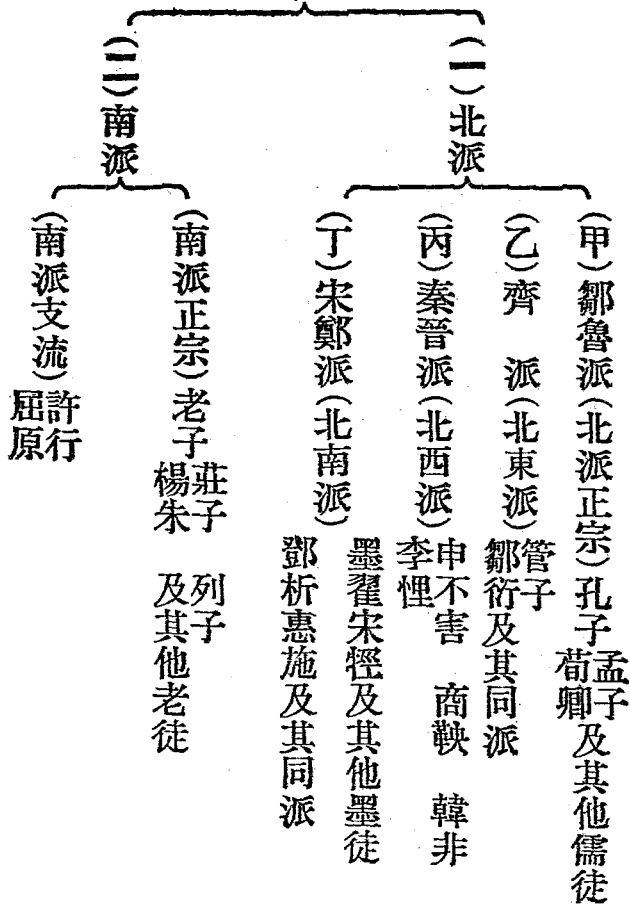 （一）北派
（甲）鄒魯派（北派正宗）孔子孟子荀卿及其他儒徒
（乙）齊　派（北東派）管子
鄒衍及其同派
（丙）秦晉派（北西派）申不害　商鞅　韓非
李悝
（丁）宋鄭派（北南派）墨翟宋牼及其他墨徒
鄧析惠施及其同派
（二）南派
（南派正宗）老子莊子　列子
楊朱　及其他老徒
（南派支流）許行
屈原